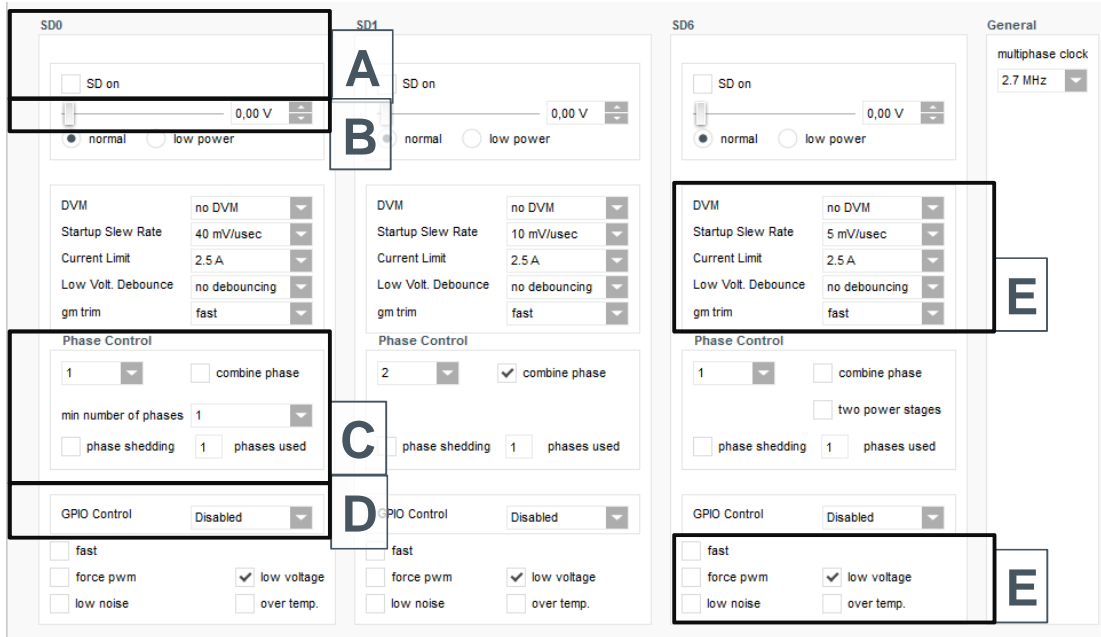 SD0 SD1 SD6 General
multiphase clock
A
SD on SD on SD on 2.7 MHz
0,00 V 0,00 V 0,00 V
B
normal low power normal low power normal low power
DVM no DVM DVM no DVM DVM no DVM
Startup Slew Rate 40 mV/usec Startup Slew Rate 10 mV/usec Startup Slew Rate 5 mV/usec
Current Limit 2.5 A Current Limit 2.5 A Current Limit 2.5 A
Low Volt. Debounce no debouncing Low Volt. Debounce no debouncing Low Volt. Debounce no debouncing
E
gm trim fast gm trim fast gm trim fast
Phase Control Phase Control Phase Control
1 combine phase 2 combine phase 1 combine phase
min number of phases 1 two power stages
C
phase shedding 1 phases used phase shedding 1 phases used phase shedding 1 phases used
D
GPIO Control Disabled GPIO Control Disabled GPIO Control Disabled
fast fast fast
force pwm low voltage force pwm low voltage force pwm low voltage
E
low noise over temp. low noise over temp. low noise over temp.